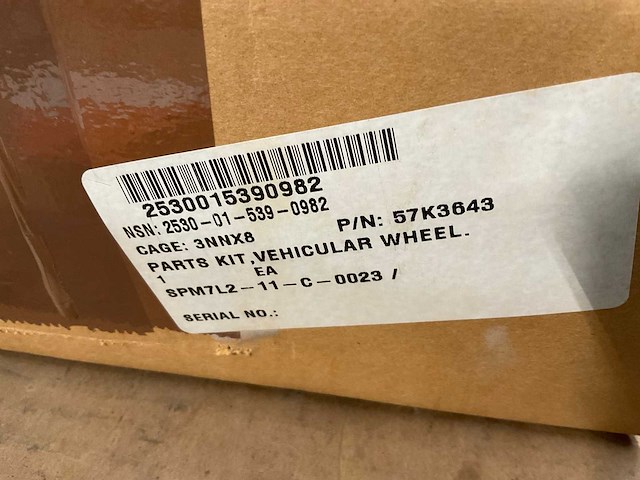 2530015390982
NSN: 2530-01-539-0982
CAGE: 3NNX8 P/N: 57K3643
PARTS KIT,VEHICULAR WHEEL.
1 EA
SPM7L2-11-C-0023 /
SERIAL NO.: